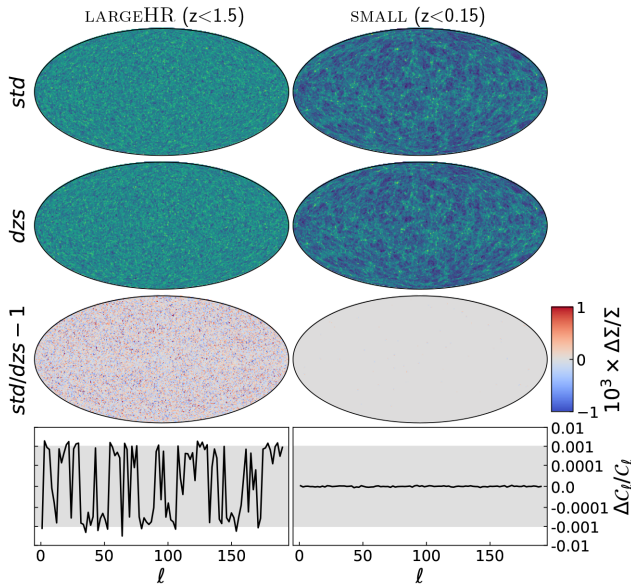 LARGEHR (z<1.5) SMALL (z<0.15)
std
dzs
std/dzs − 1
1
0
−1
10³ × ΔΣ/Σ
0.01
0.001
0.0001
0.0
-0.0001
-0.001
-0.01
ΔCℓ/Cℓ
0 50 100 150 0 50 100 150
ℓ ℓ